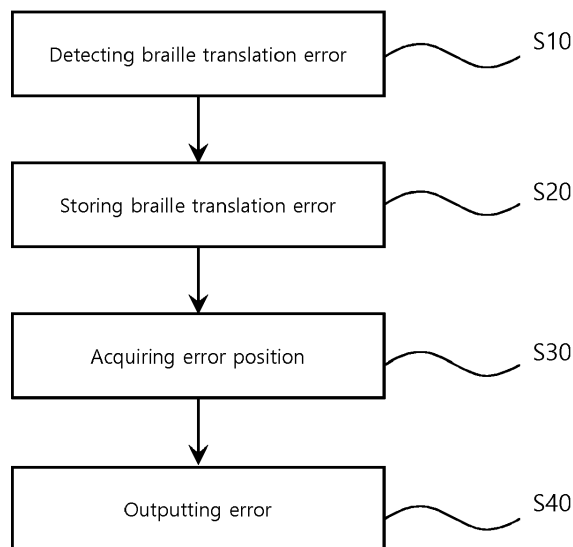 Detecting braille translation error
S10
Storing braille translation error
S20
Acquiring error position
S30
Outputting error
S40